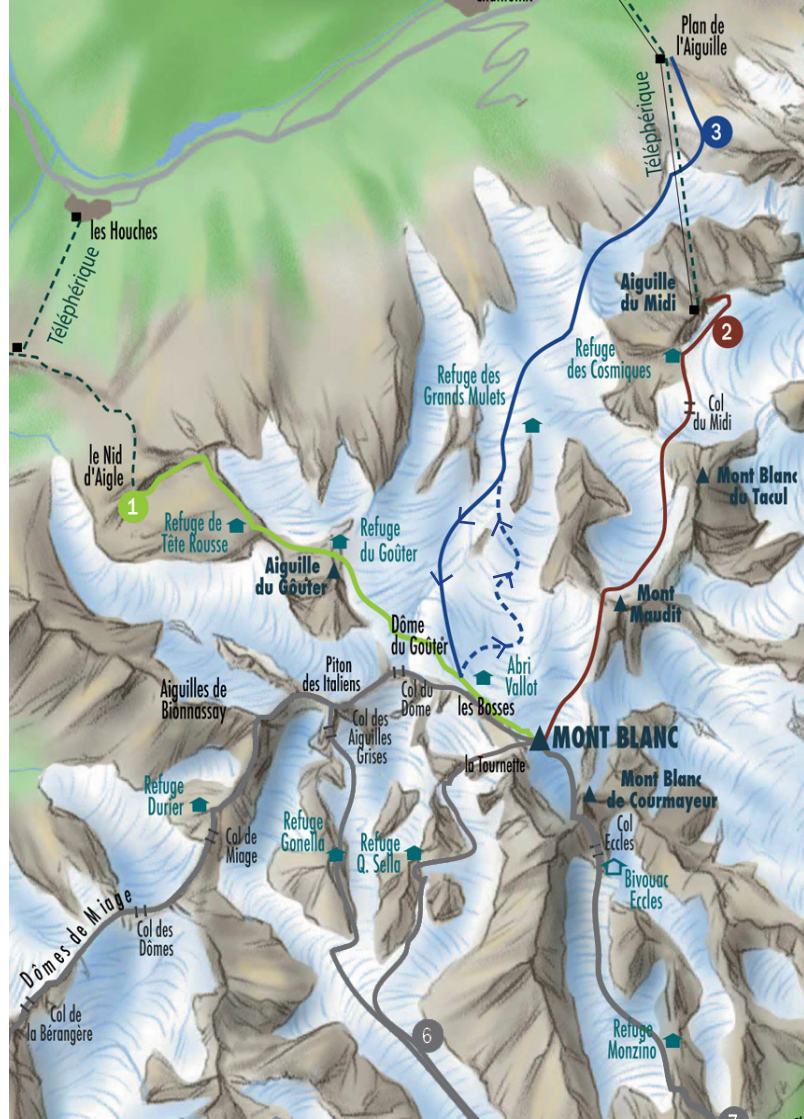 Plan de
l'Aiguille
3
Téléphérique
les Houches
Téléphérique
Aiguille
du Midi
2
Refuge
des Cosmiques
Refuge des
Grands Mulets
Col
du Midi
le Nid
d'Aigle
Mont Blanc
du Tacul
1
Refuge de
Tête Rousse
Refuge
du Goûter
Aiguille
du Goûter
Mont
Maudit
Dôme
du Goûter
Piton
des Italiens
Abri
Vallot
Aiguilles de
Bionnassay
Col du
Dôme
les Bosses
Col des
Aiguilles
Grises
MONT BLANC
la Tournette
Refuge
Durier
Mont Blanc
de Courmayeur
Col de
Miage
Refuge
Gonella
Refuge
Q. Sella
Col
Eccles
Bivouac
Eccles
Dômes de Miage
Col des
Dômes
Col de
la Bérangère
6
Refuge
Monzino